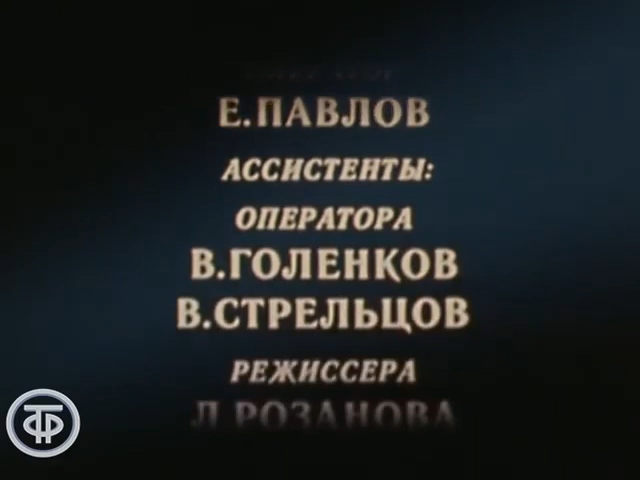 Е.ПАВЛОВ
АССИСТЕНТЫ:
ОПЕРАТОРА
В.ГОЛЕНКОВ
В.СТРЕЛЬЦОВ
РЕЖИССЕРА
Л.РОЗАНОВА